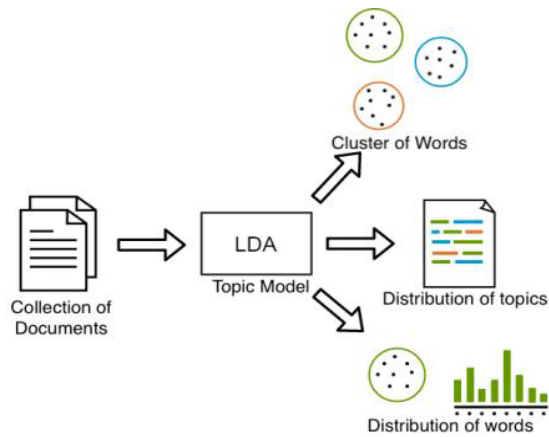 Cluster of Words
LDA
Topic Model
Collection of
Documents
Distribution of topics
Distribution of words